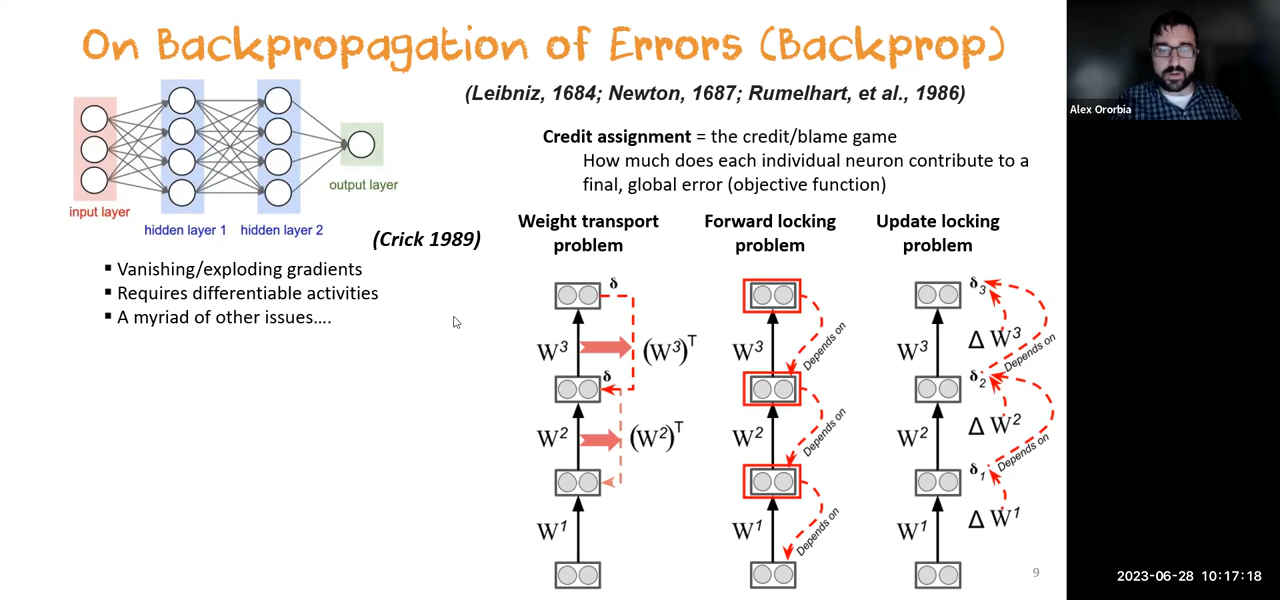 On Backpropagation of Errors (Backprop)
(Leibniz, 1684; Newton, 1687; Rumelhart, et al., 1986)
Alex Ororbia
Credit assignment = the credit/blame game
How much does each individual neuron contribute to a
final, global error (objective function)
input layer
hidden layer 1
hidden layer 2
output layer
(Crick 1989)
▪ Vanishing/exploding gradients
▪ Requires differentiable activities
▪ A myriad of other issues....
Weight transport
problem
δ
W³
(W³)ᵀ
δ
W²
(W²)ᵀ
W¹
Forward locking
problem
Depends on
W³
Depends on
W²
Depends on
W¹
Update locking
problem
δ₃
Δ W³
W³
Depends on
δ₂
Δ W²
W²
Depends on
δ₁
Δ W¹
W¹
9
2023-06-28 10:17:18